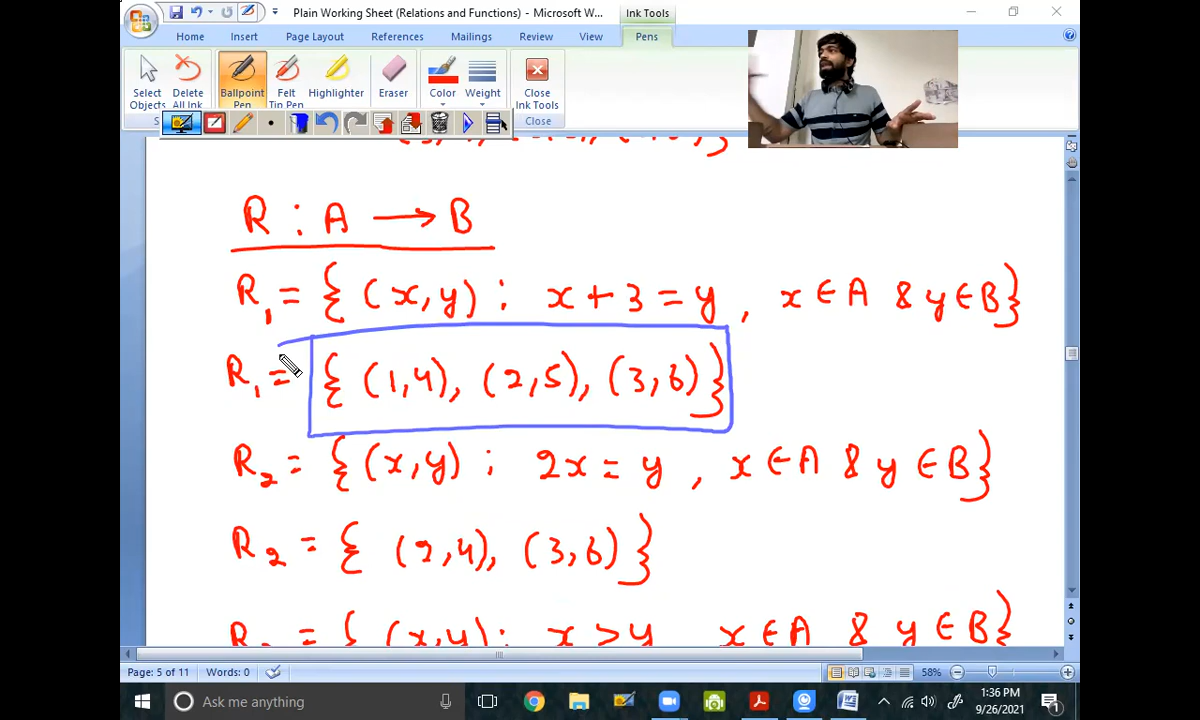 Plain Working Sheet (Relations and Functions) - Microsoft W...
Ink Tools
Home Insert Page Layout References Mailings Review View Pens
Select Objects
Delete All Ink
Ballpoint Pen
Felt Tip Pen
Highlighter
Eraser
Color
Weight
Close Ink Tools
Close
R : A → B
R₁ = { (x,y) : x + 3 = y , x ∈ A & y ∈ B}
R₁ = { (1,4), (2,5), (3,6)}
R₂ = {(x,y) : 2x = y , x ∈ A & y ∈ B}
R₂ = { (2,4), (3,6)}
= { (x,y) : x > y x ∈ A & y ∈ B}
Page: 5 of 11 Words: 0 58%
Ask me anything
1:36 PM
9/26/2021
1